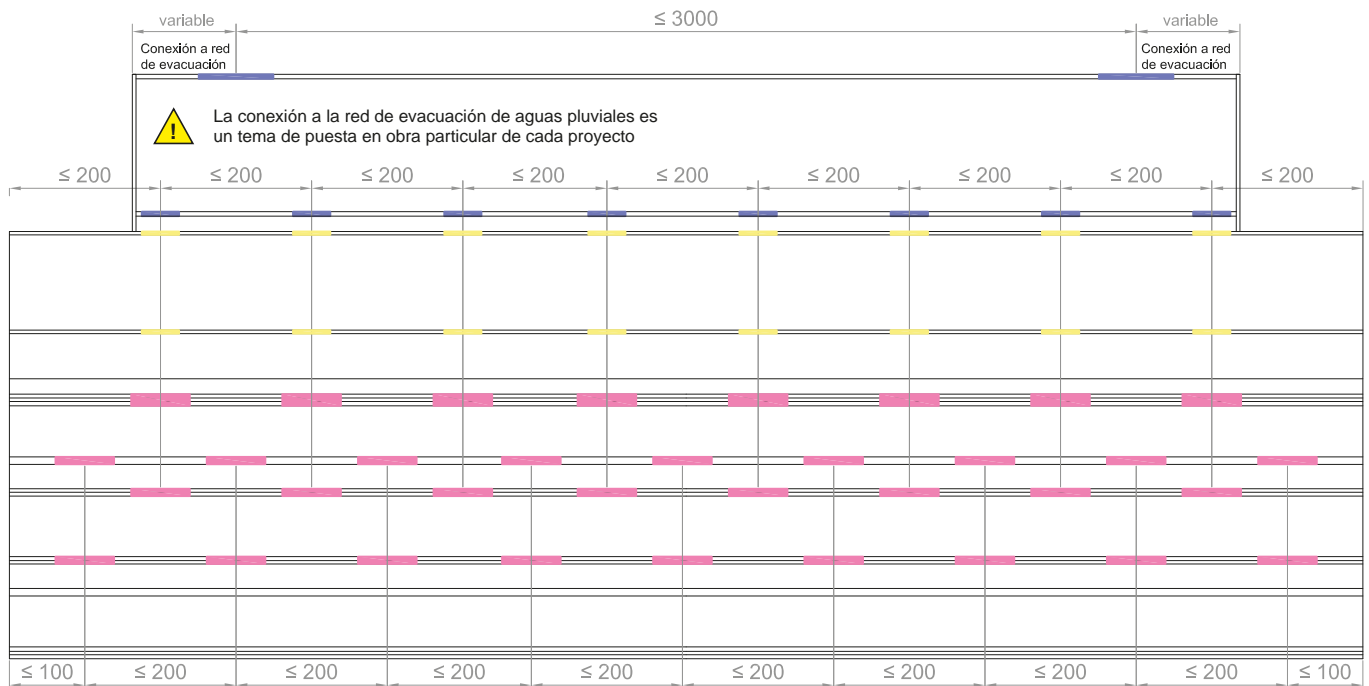 variable ≤ 3000 variable
Conexión a red
de evacuación
Conexión a red
de evacuación
!
La conexión a la red de evacuación de aguas pluviales es
un tema de puesta en obra particular de cada proyecto
≤ 200 ≤ 200 ≤ 200 ≤ 200 ≤ 200 ≤ 200 ≤ 200 ≤ 200 ≤ 200
≤ 100 ≤ 200 ≤ 200 ≤ 200 ≤ 200 ≤ 200 ≤ 200 ≤ 200 ≤ 200 ≤ 100